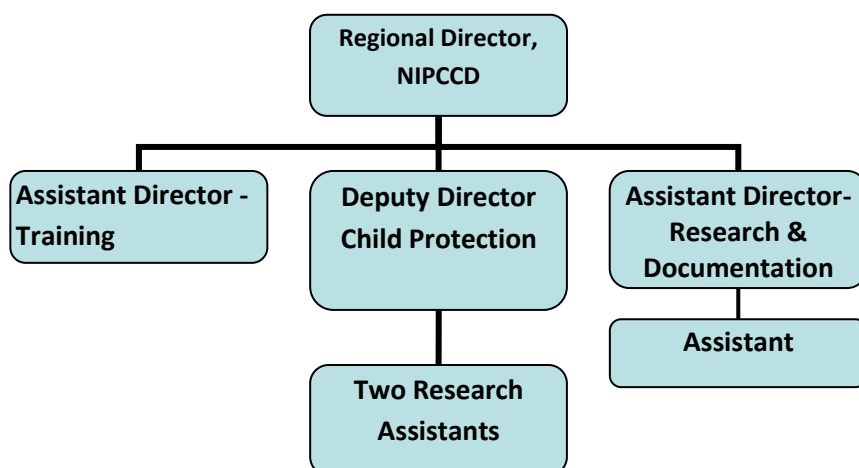 Regional Director,
NIPCCD
Assistant Director -
Training
Deputy Director
Child Protection
Assistant Director-
Research &
Documentation
Assistant
Two Research
Assistants